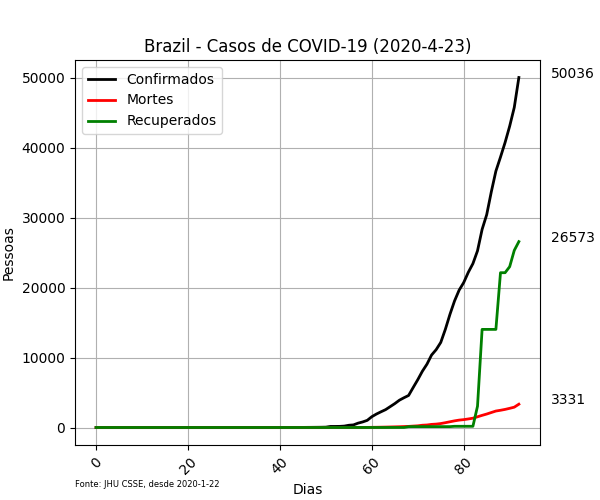 Brazil - Casos de COVID-19 (2020-4-23)
Confirmados
Mortes
Recuperados
50000
40000
30000
20000
10000
0
Pessoas
50036
26573
3331
0
20
40
60
80
Dias
Fonte: JHU CSSE, desde 2020-1-22